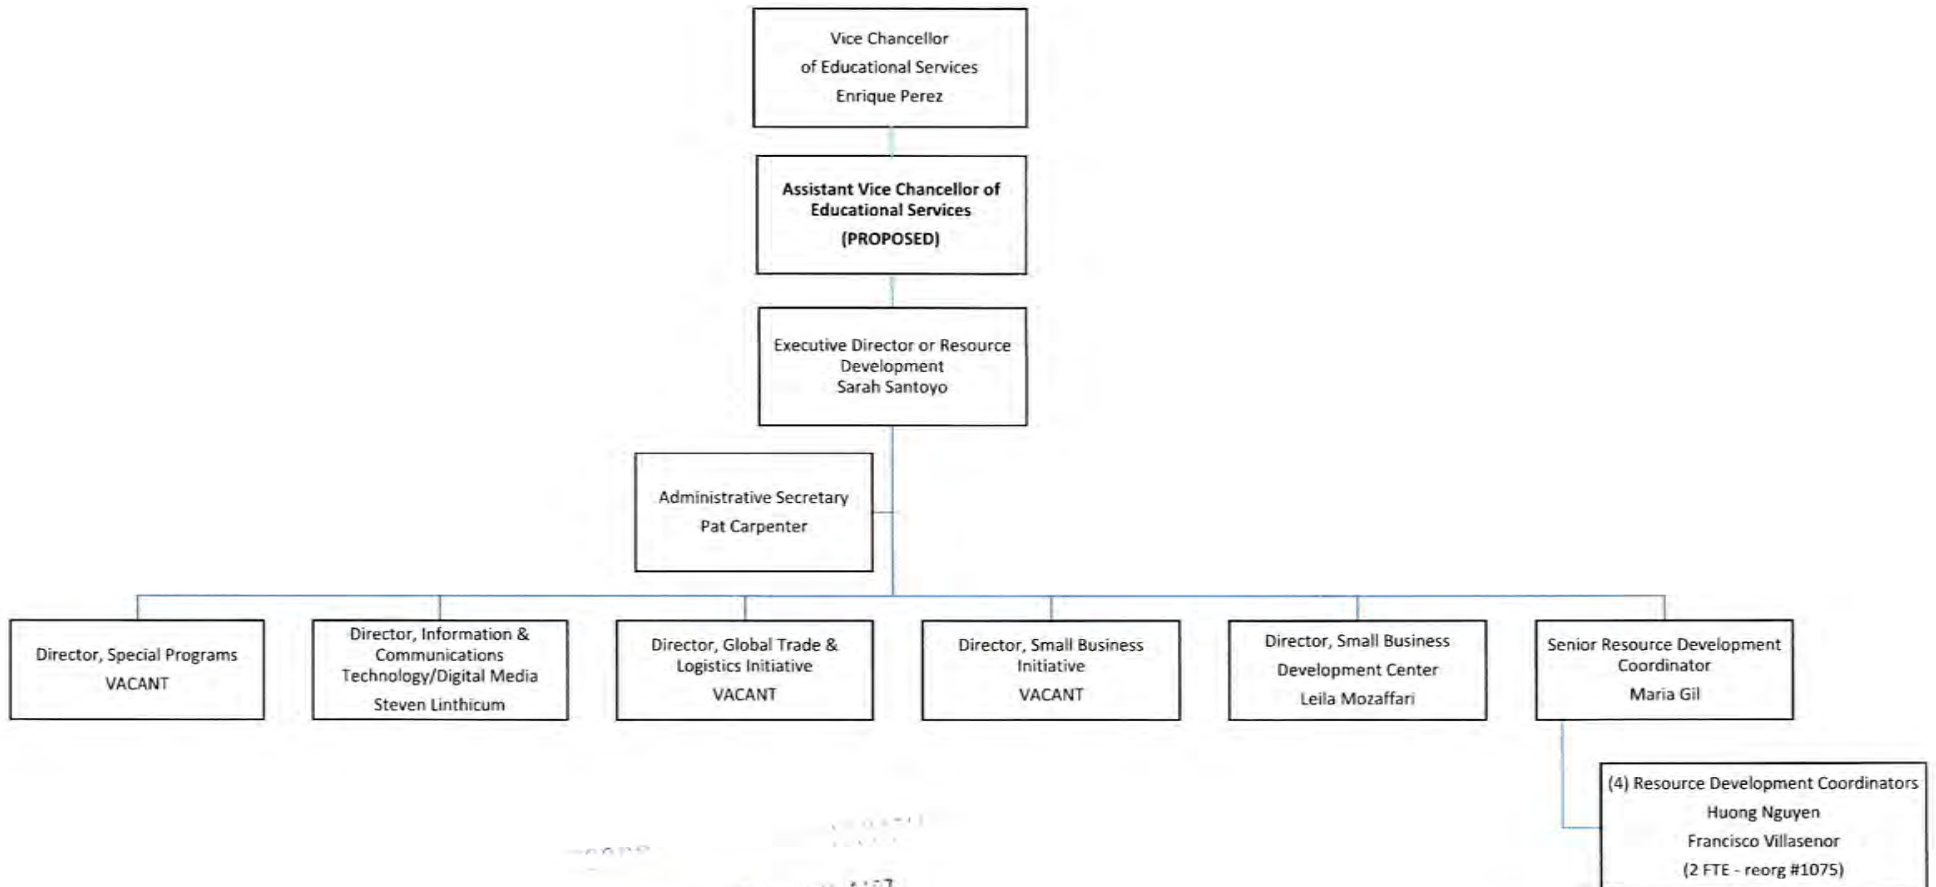 Vice Chancellor
of Educational Services
Enrique Perez
Assistant Vice Chancellor of
Educational Services
(PROPOSED)
Executive Director or Resource
Development
Sarah Santoyo
Administrative Secretary
Pat Carpenter
Director, Special Programs
VACANT
Director, Information &
Communications
Technology/Digital Media
Steven Linthicum
Director, Global Trade &
Logistics Initiative
VACANT
Director, Small Business
Initiative
VACANT
Director, Small Business
Development Center
Leila Mozaffari
Senior Resource Development
Coordinator
Maria Gil
(4) Resource Development Coordinators
Huong Nguyen
Francisco Villasenor
(2 FTE - reorg #1075)